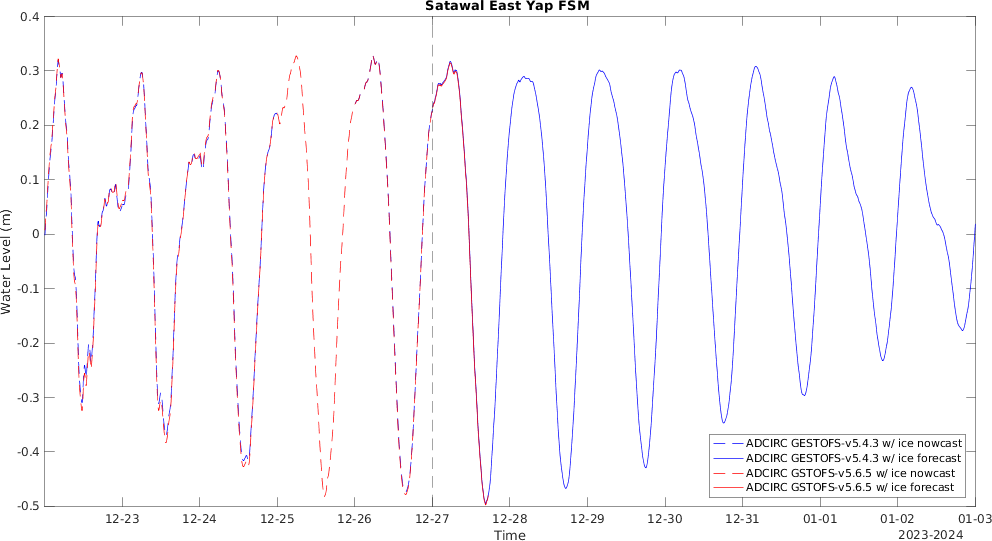 Satawal East Yap FSM
0.4
0.3
0.2
0.1
0
-0.1
-0.2
-0.3
-0.4
-0.5
Water Level (m)
ADCIRC GESTOFS-v5.4.3 w/ ice nowcast
ADCIRC GESTOFS-v5.4.3 w/ ice forecast
ADCIRC GSTOFS-v5.6.5 w/ ice nowcast
ADCIRC GSTOFS-v5.6.5 w/ ice forecast
12-23 12-24 12-25 12-26 12-27 12-28 12-29 12-30 12-31 01-01 01-02 01-03
Time
2023-2024